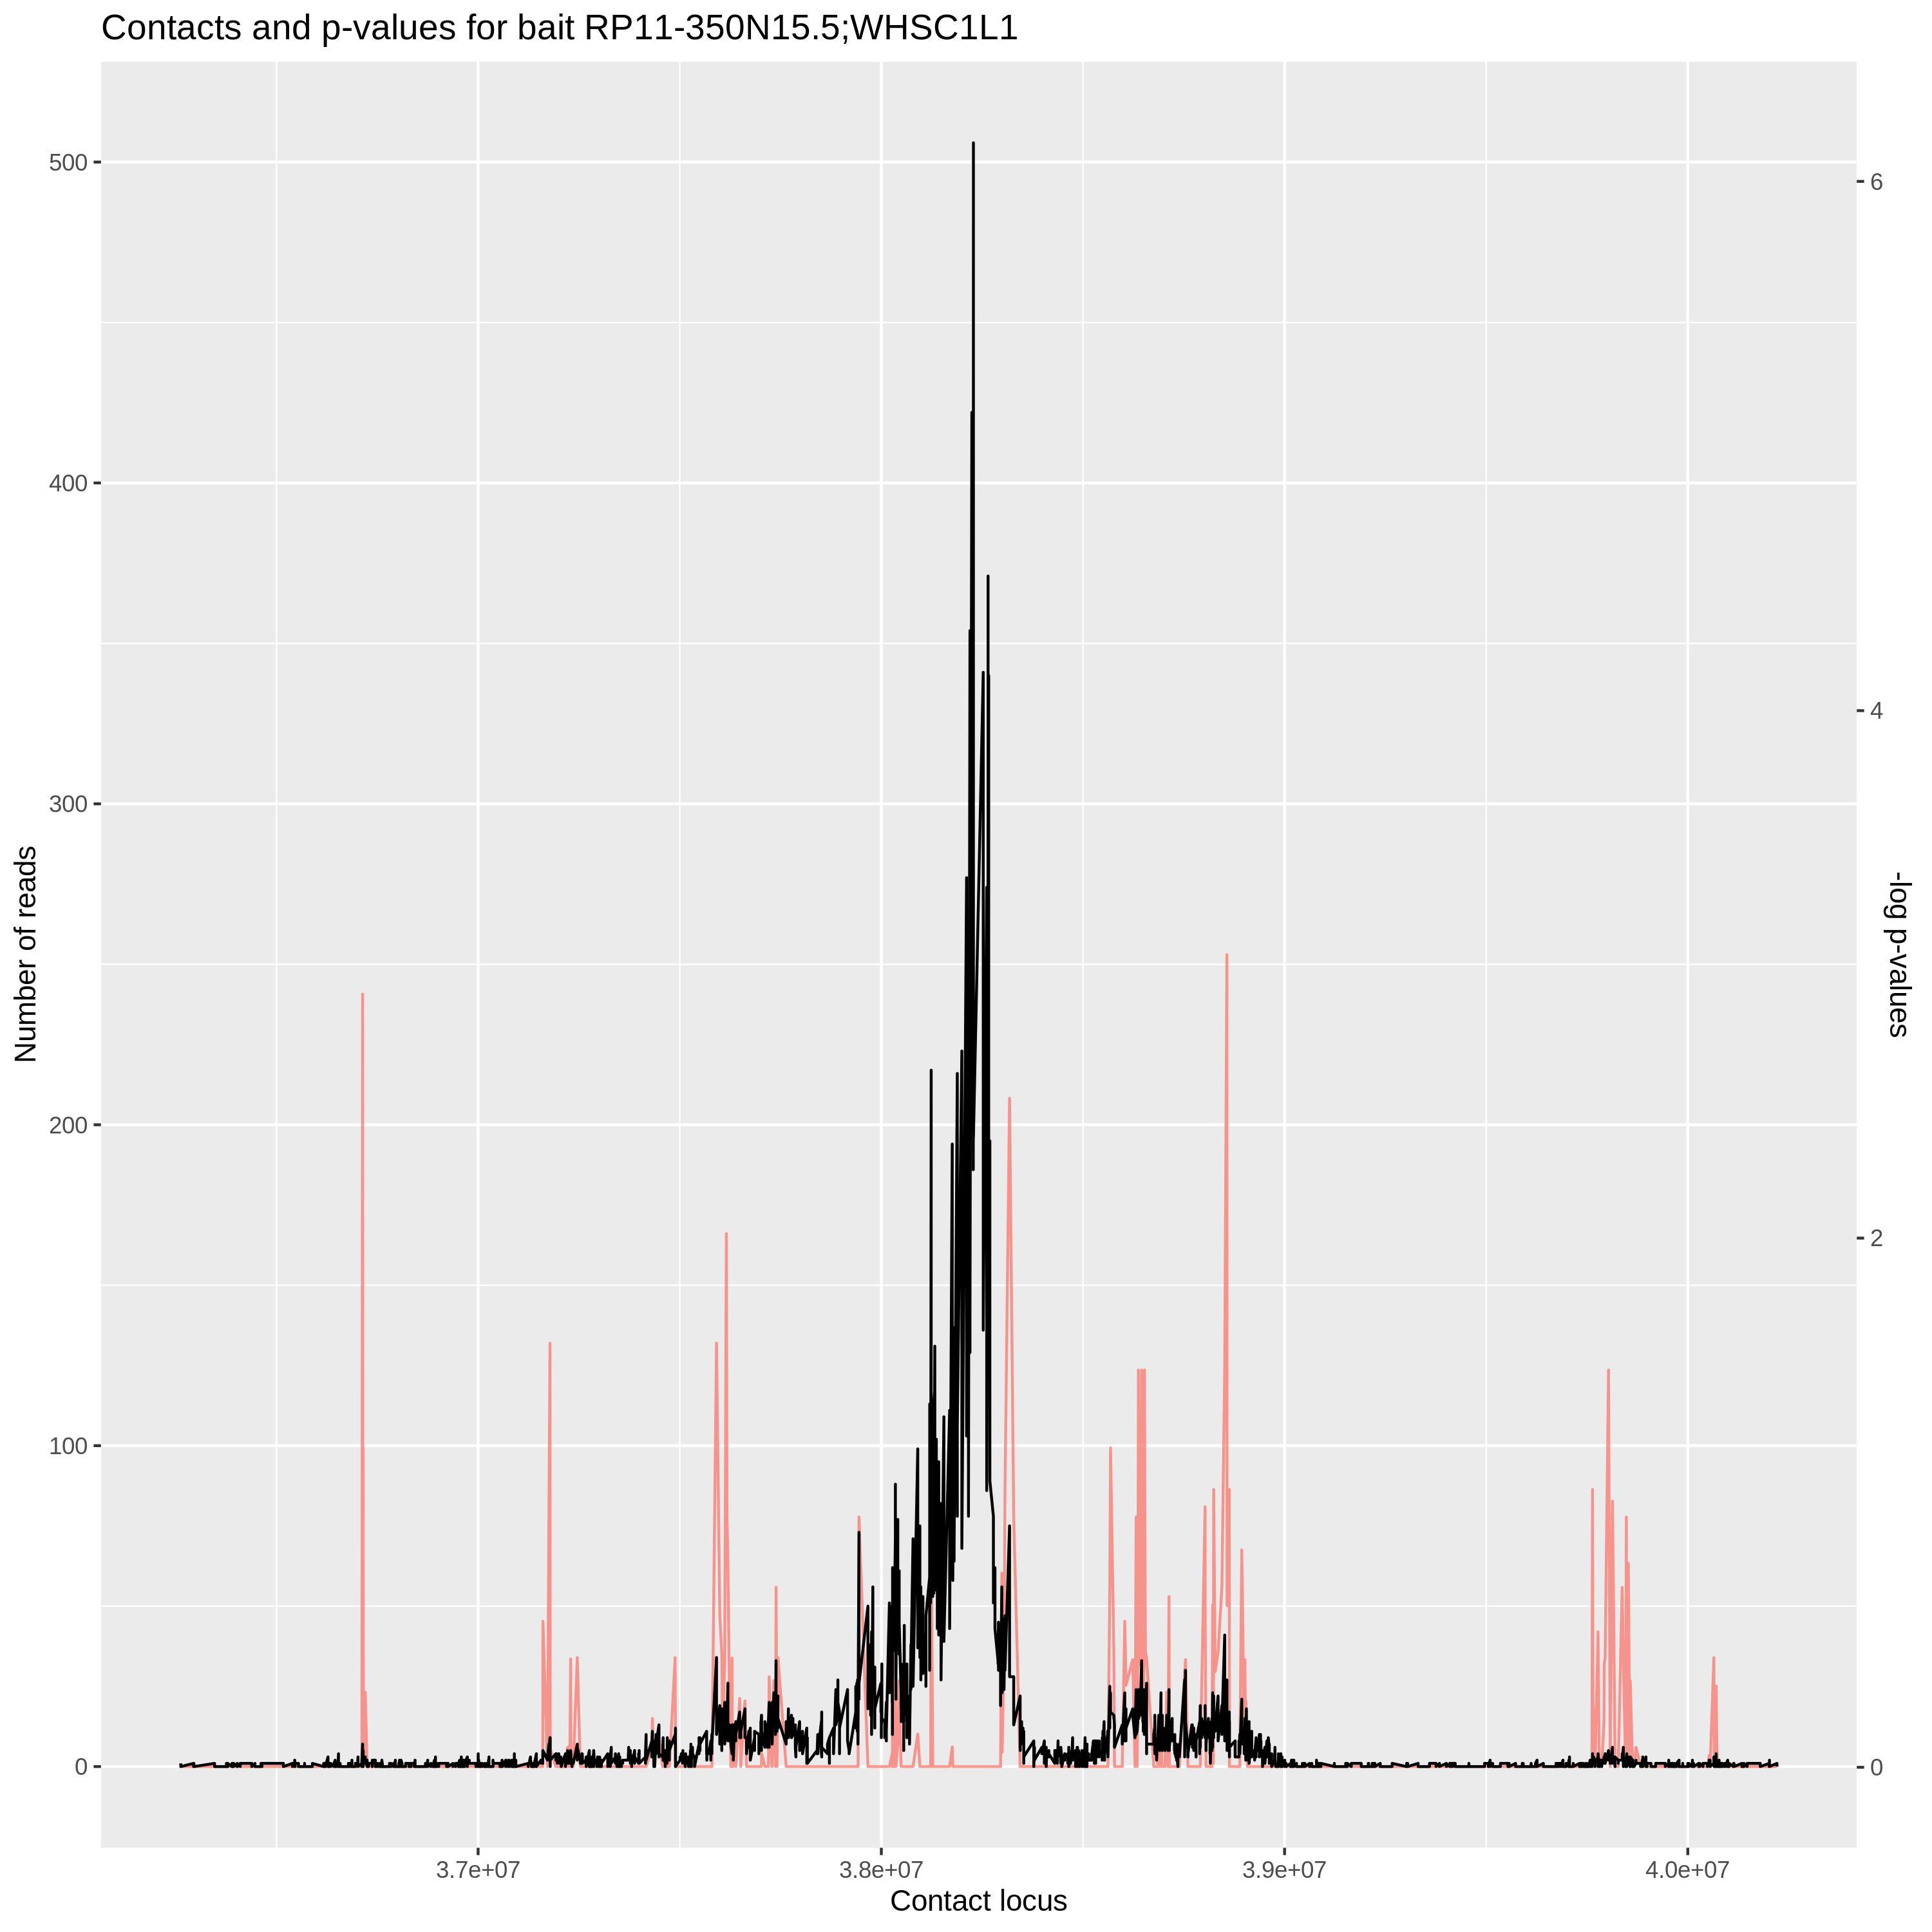 Contacts and p-values for bait RP11-350N15.5;WHSC1L1
500
400
300
200
100
0
Number of reads
6
4
2
0
-log p-values
3.7e+07 3.8e+07 3.9e+07 4.0e+07
Contact locus